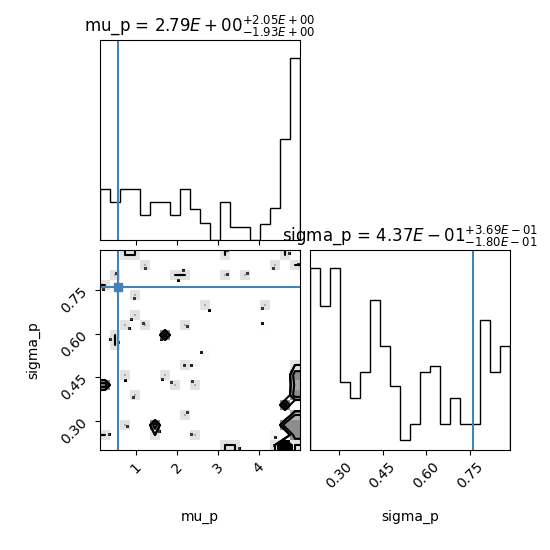 mu_p = 2.79E + 00+2.05E+00 −1.93E+00
sigma_p = 4.37E − 01+3.69E−01 −1.80E−01
0.75
0.60
0.45
0.30
sigma_p
1 2 3 4
mu_p
0.30 0.45 0.60 0.75
sigma_p